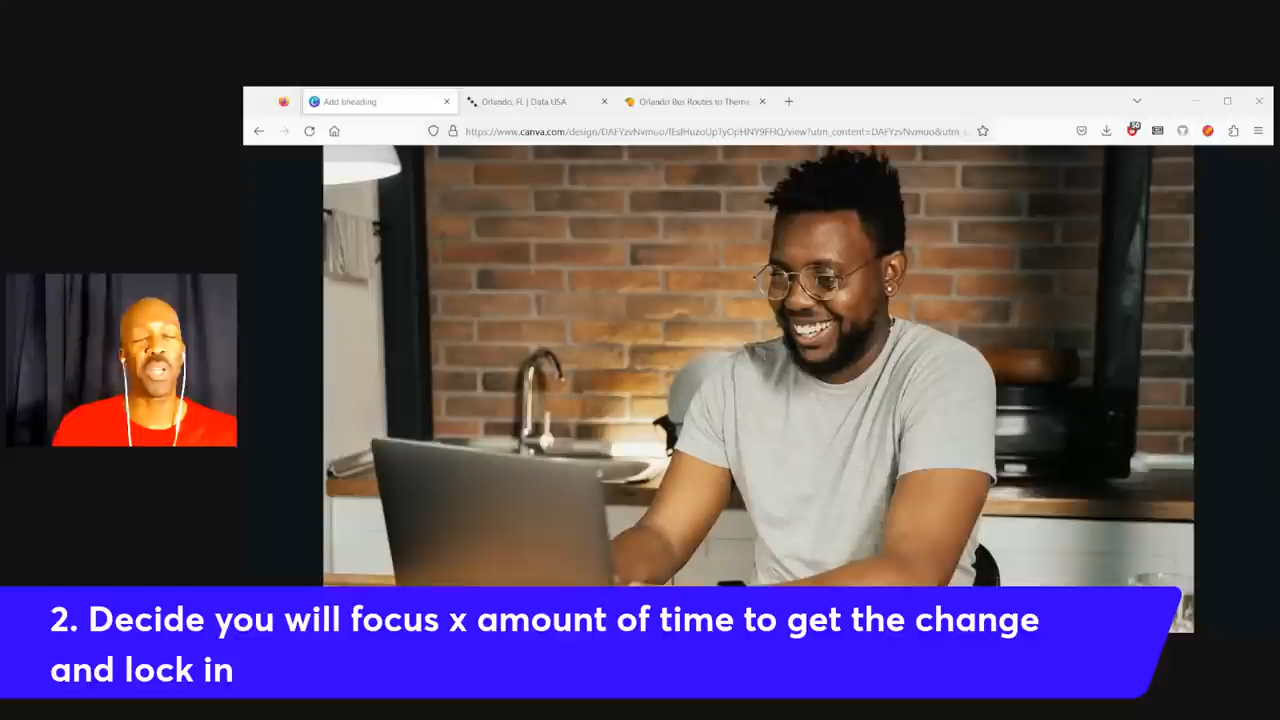 Add bheading
Orlando, FL | Data USA
Orlando Bus Routes to Theme
2. Decide you will focus x amount of time to get the change
and lock in